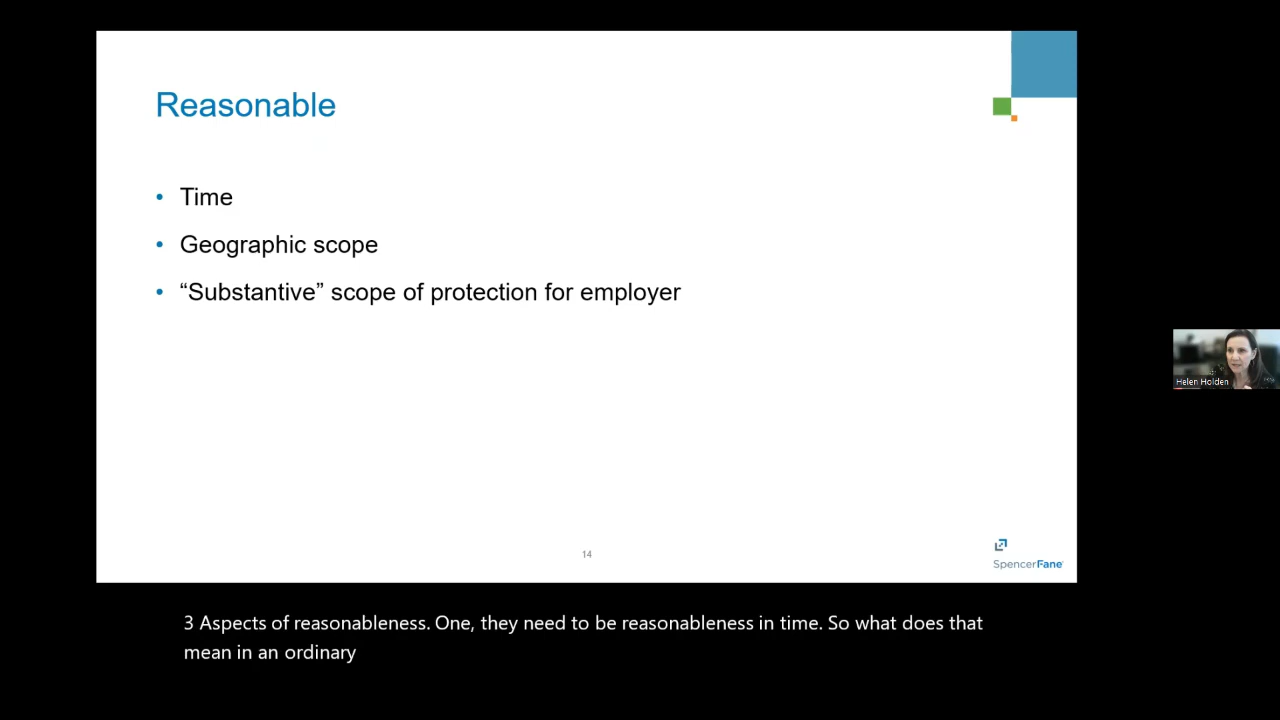 Reasonable
• Time
• Geographic scope
• “Substantive” scope of protection for employer
Helen Holden
14
SpencerFane
3 Aspects of reasonableness. One, they need to be reasonableness in time. So what does that
mean in an ordinary